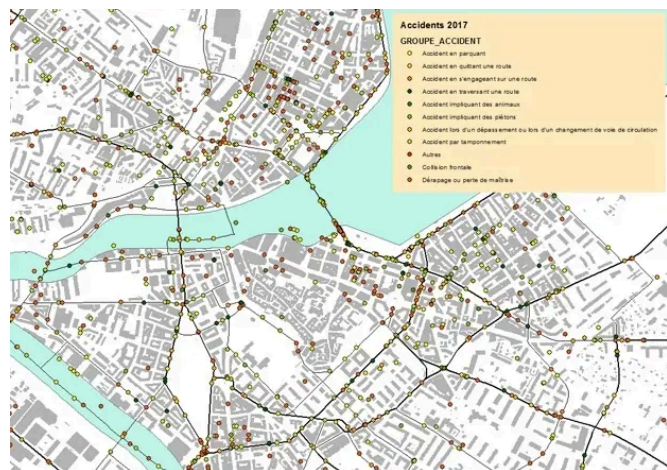 Accidents 2017
GROUPE_ACCIDENT
Accident en parquant
Accident en quittant une route
Accident en s'engageant sur une route
Accident en traversant une route
Accident impliquant des animaux
Accident impliquant des piétons
Accident lors d'un dépassement ou lors d'un changement de voie de circulation
Accident par tamponnement
Autres
Collision frontale
Dérapage ou perte de maîtrise